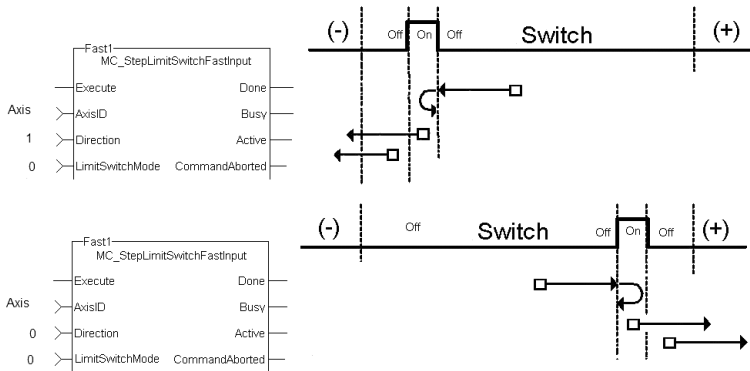 (-) Off On Off Switch (+)
Fast1
MC_StepLimitSwitchFastInput
Execute Done
Axis AxisID Busy
1 Direction Active
0 LimitSwitchMode CommandAborted
(-) Off Switch Off On Off (+)
Fast1
MC_StepLimitSwitchFastInput
Execute Done
Axis AxisID Busy
0 Direction Active
0 LimitSwitchMode CommandAborted